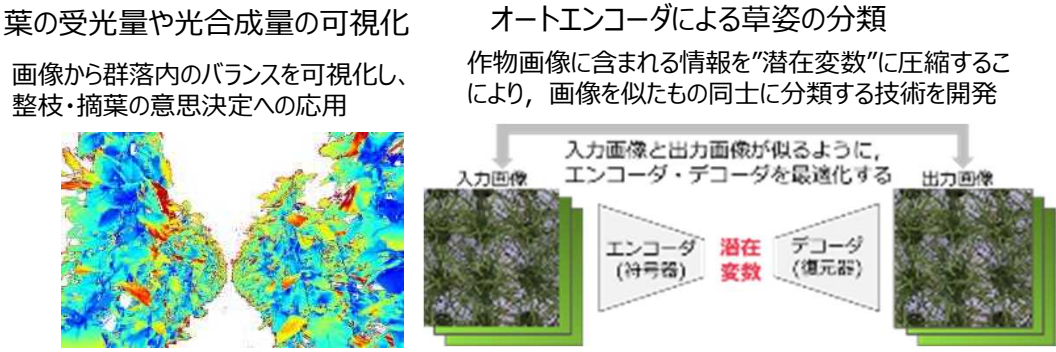 葉の受光量や光合成量の可視化
画像から群落内のバランスを可視化し、
整枝・摘葉の意思決定への応用
オートエンコーダによる草姿の分類
作物画像に含まれる情報を”潜在変数”に圧縮するこ
により，画像を似たもの同士に分類する技術を開発
入力画像と出力画像が似るように，
エンコーダ・デコーダを最適化する
入力画像
出力画像
エンコーダ
(符号器)
潜在
変数
デコーダ
(復元器)